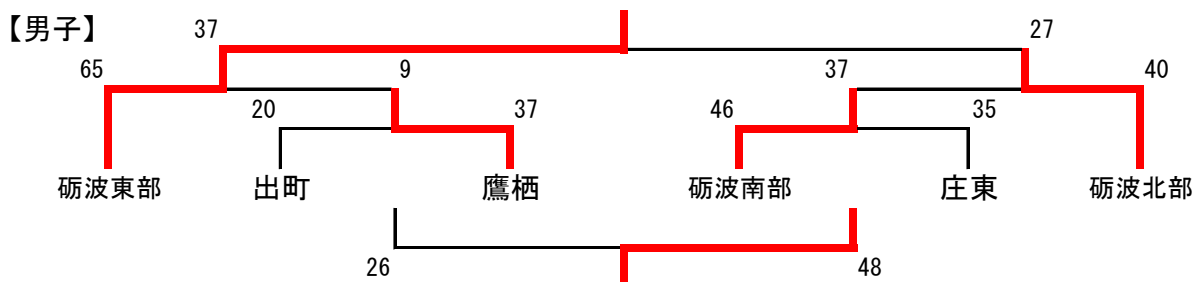 【男子】 37 27
65 9 37 40
20 37 46 35
砺波東部 出町 鷹栖 砺波南部 庄東 砺波北部
26 48